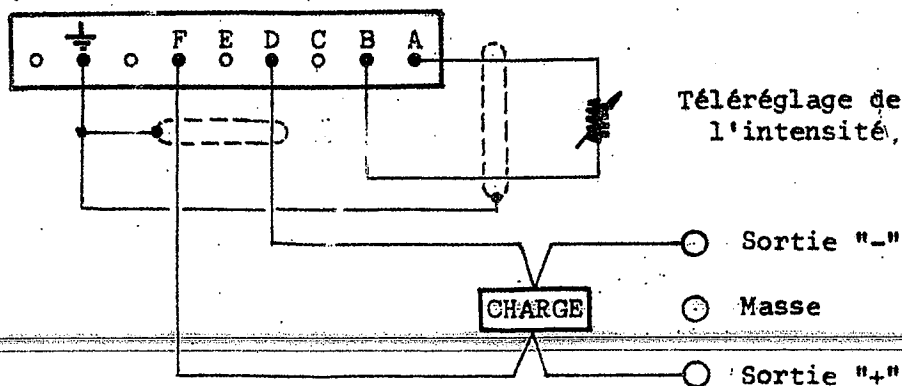 F E D C B A
Téléréglage de
l'intensité,
Sortie "-"
CHARGE
Masse
Sortie "+"